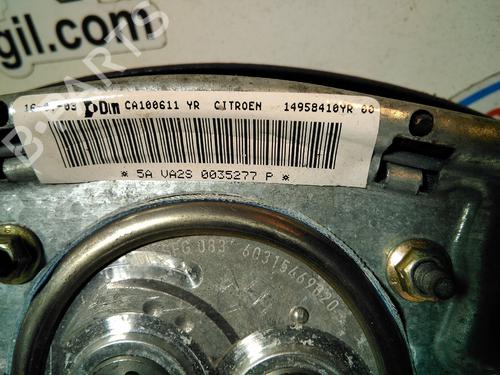 gil.com
B-PARTS
CA100611 YR CITROEN 14958410YR 00
* 5A VA2S 0035277 P *